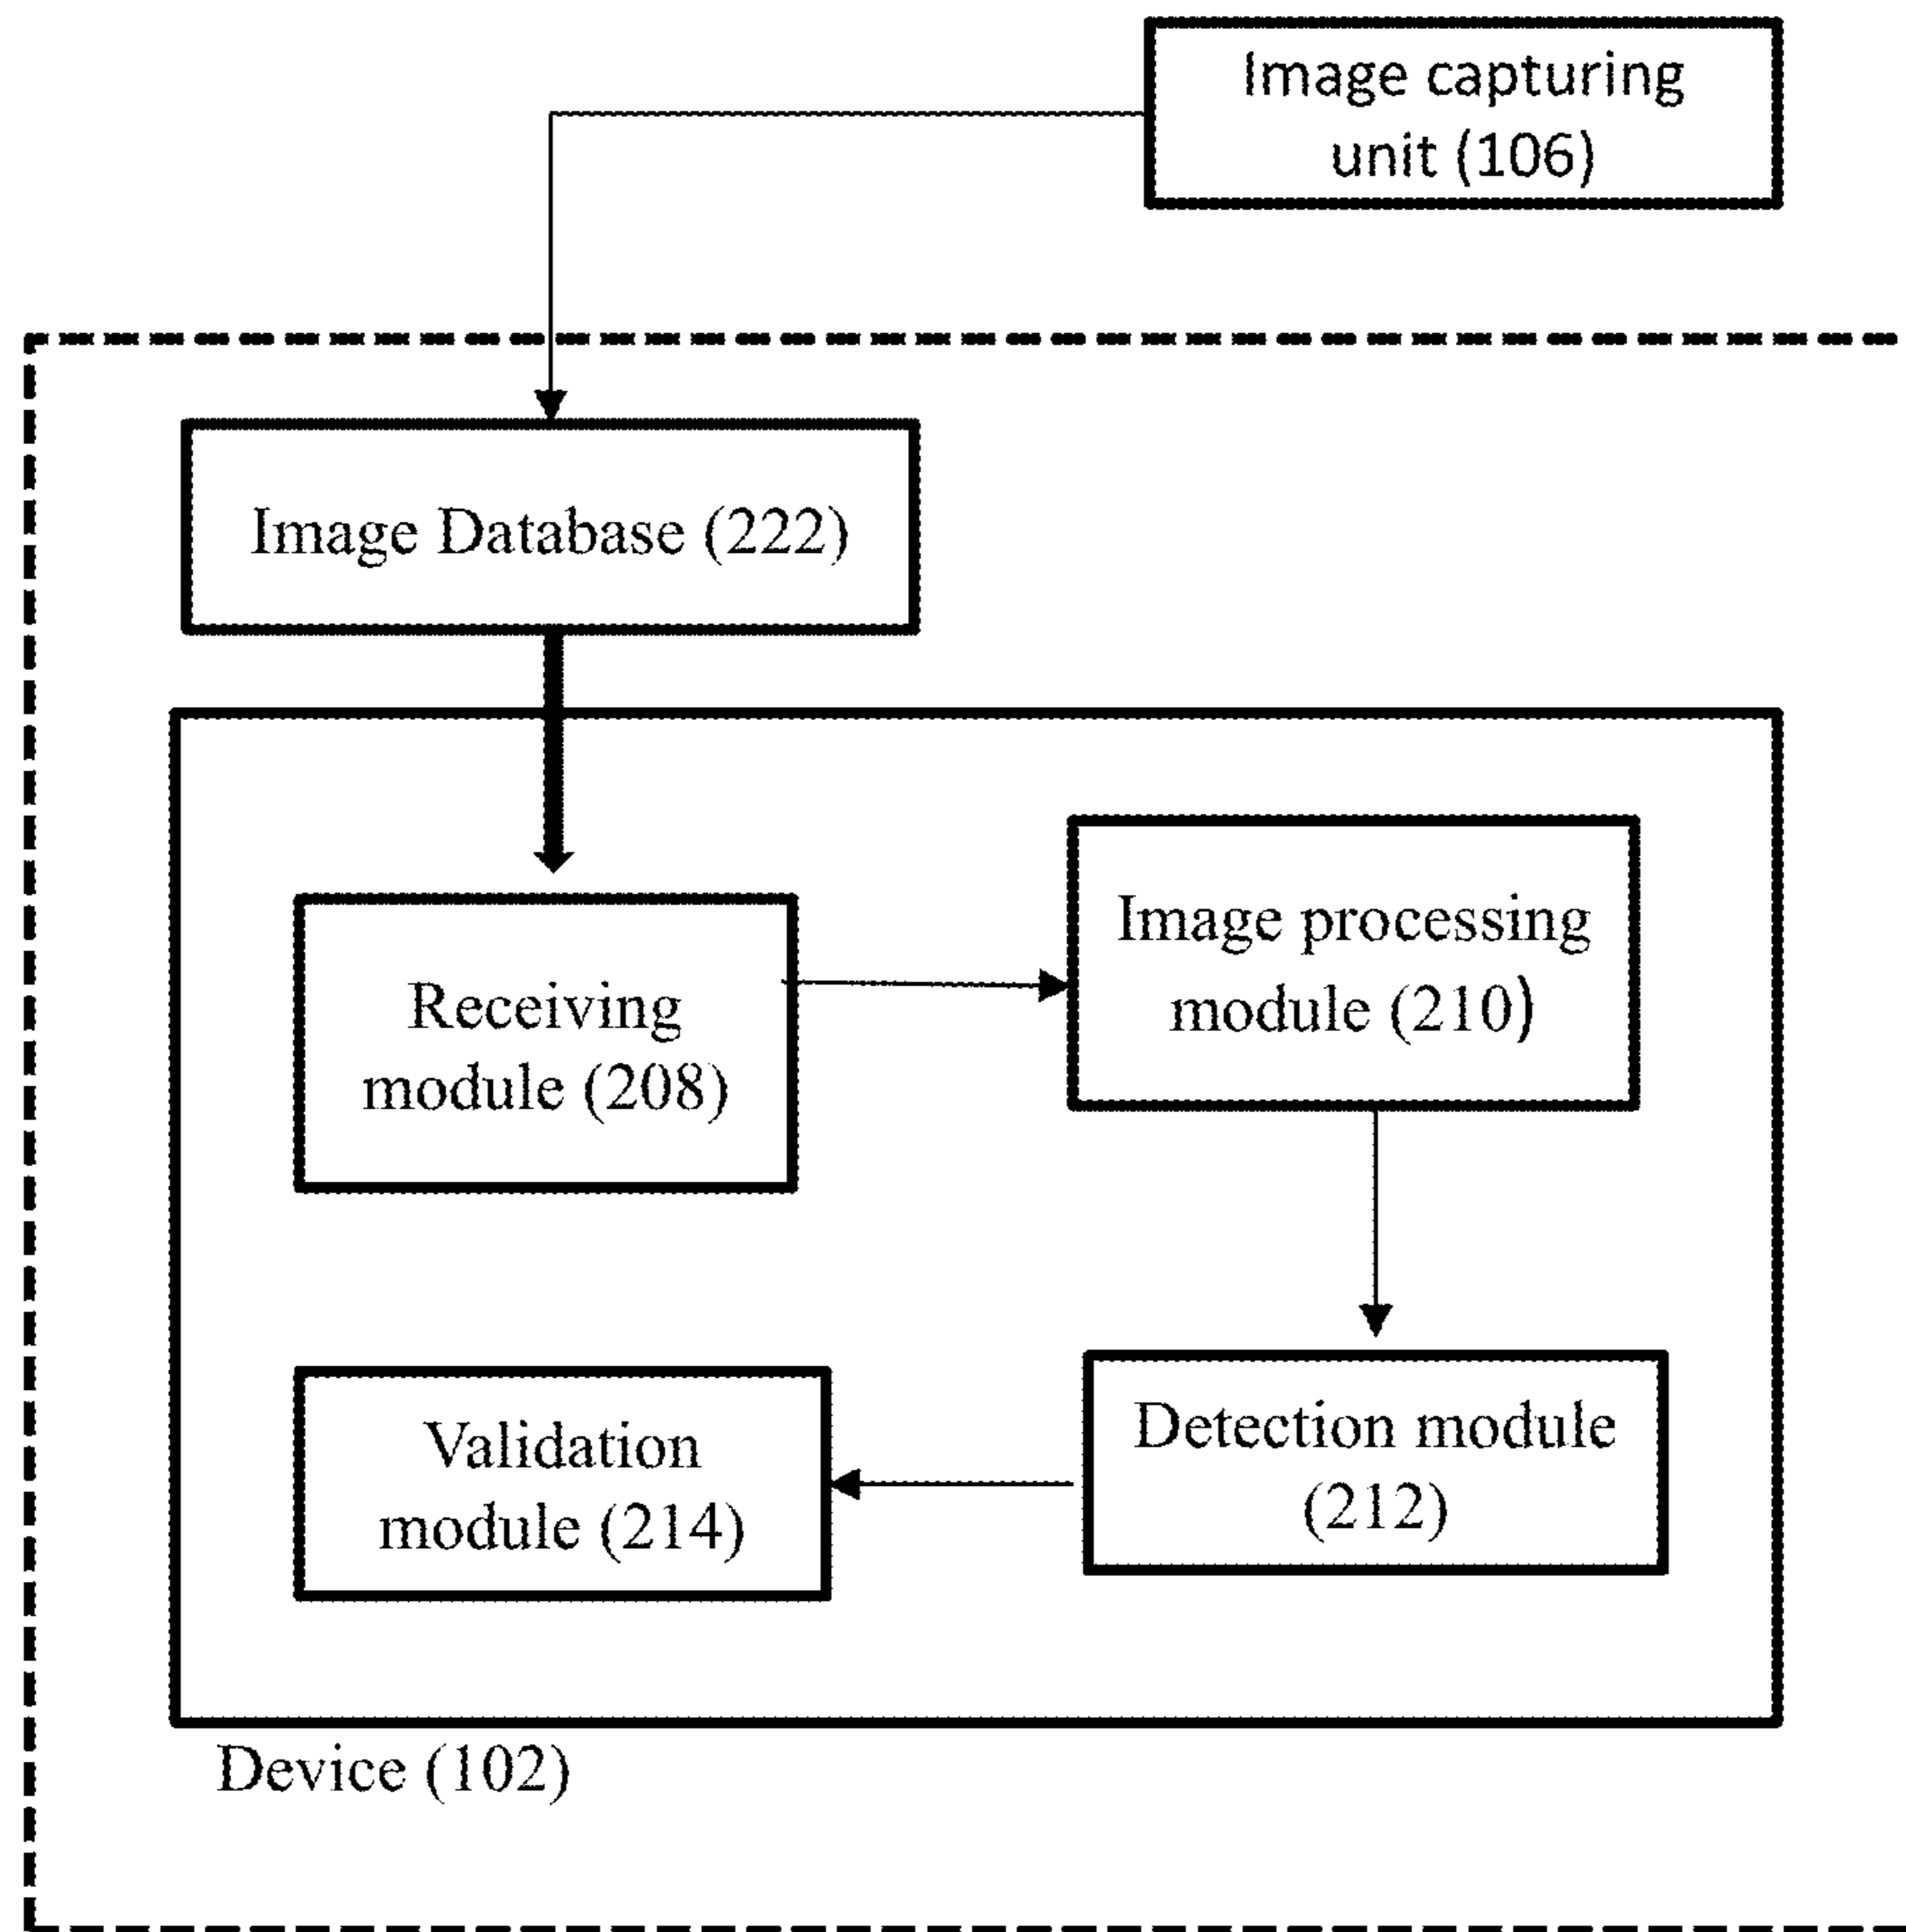 Image capturing
unit (106)
Image Database (222)
Receiving
module (208)
Image processing
module (210)
Validation
module (214)
Detection module
(212)
Device (102)